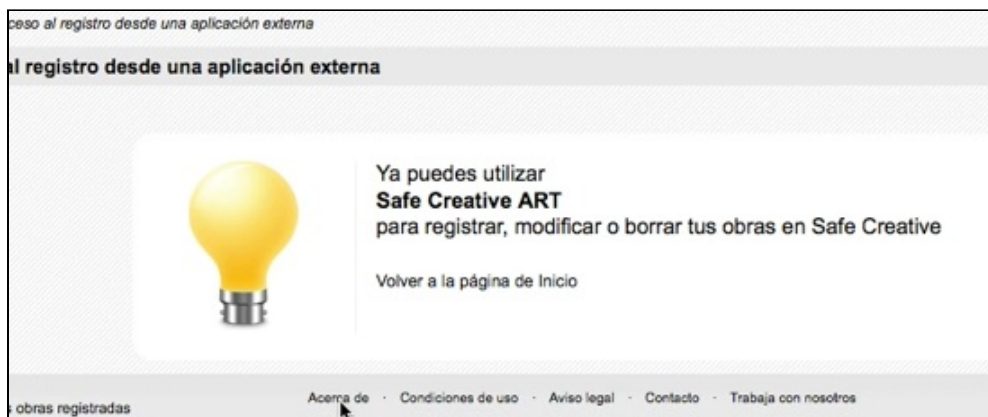 ceso al registro desde una aplicación externa
al registro desde una aplicación externa
Ya puedes utilizar
Safe Creative ART
para registrar, modificar o borrar tus obras en Safe Creative
Volver a la página de Inicio
Acerca de · Condiciones de uso · Aviso legal · Contacto · Trabaja con nosotros
s obras registradas